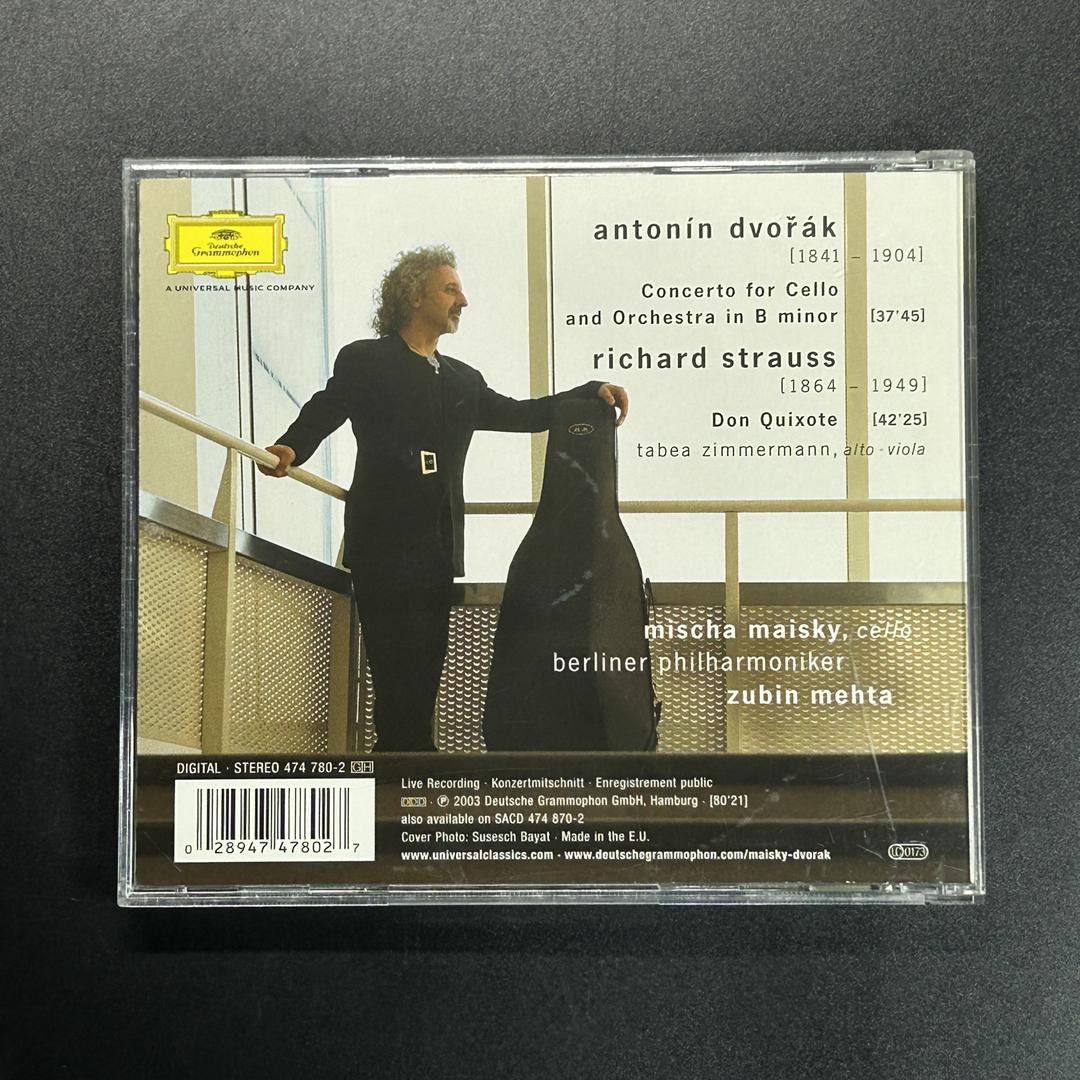 Deutsche
Grammophon
A UNIVERSAL MUSIC COMPANY
antonín dvořák
[1841 – 1904]
Concerto for Cello
and Orchestra in B minor [37'45]
richard strauss
[1864 – 1949]
Don Quixote [42'25]
tabea zimmermann, alto·viola
mischa maisky, cello
berliner philharmoniker
zubin mehta
DIGITAL · STEREO 474 780-2 GH
0 28947 47802 7
Live Recording · Konzertmitschnitt · Enregistrement public
DDD · ℗ 2003 Deutsche Grammophon GmbH, Hamburg · [80'21]
also available on SACD 474 870-2
Cover Photo: Susesch Bayat · Made in the E.U.
www.universalclassics.com · www.deutschegrammophon.com/maisky-dvorak
LC 0173